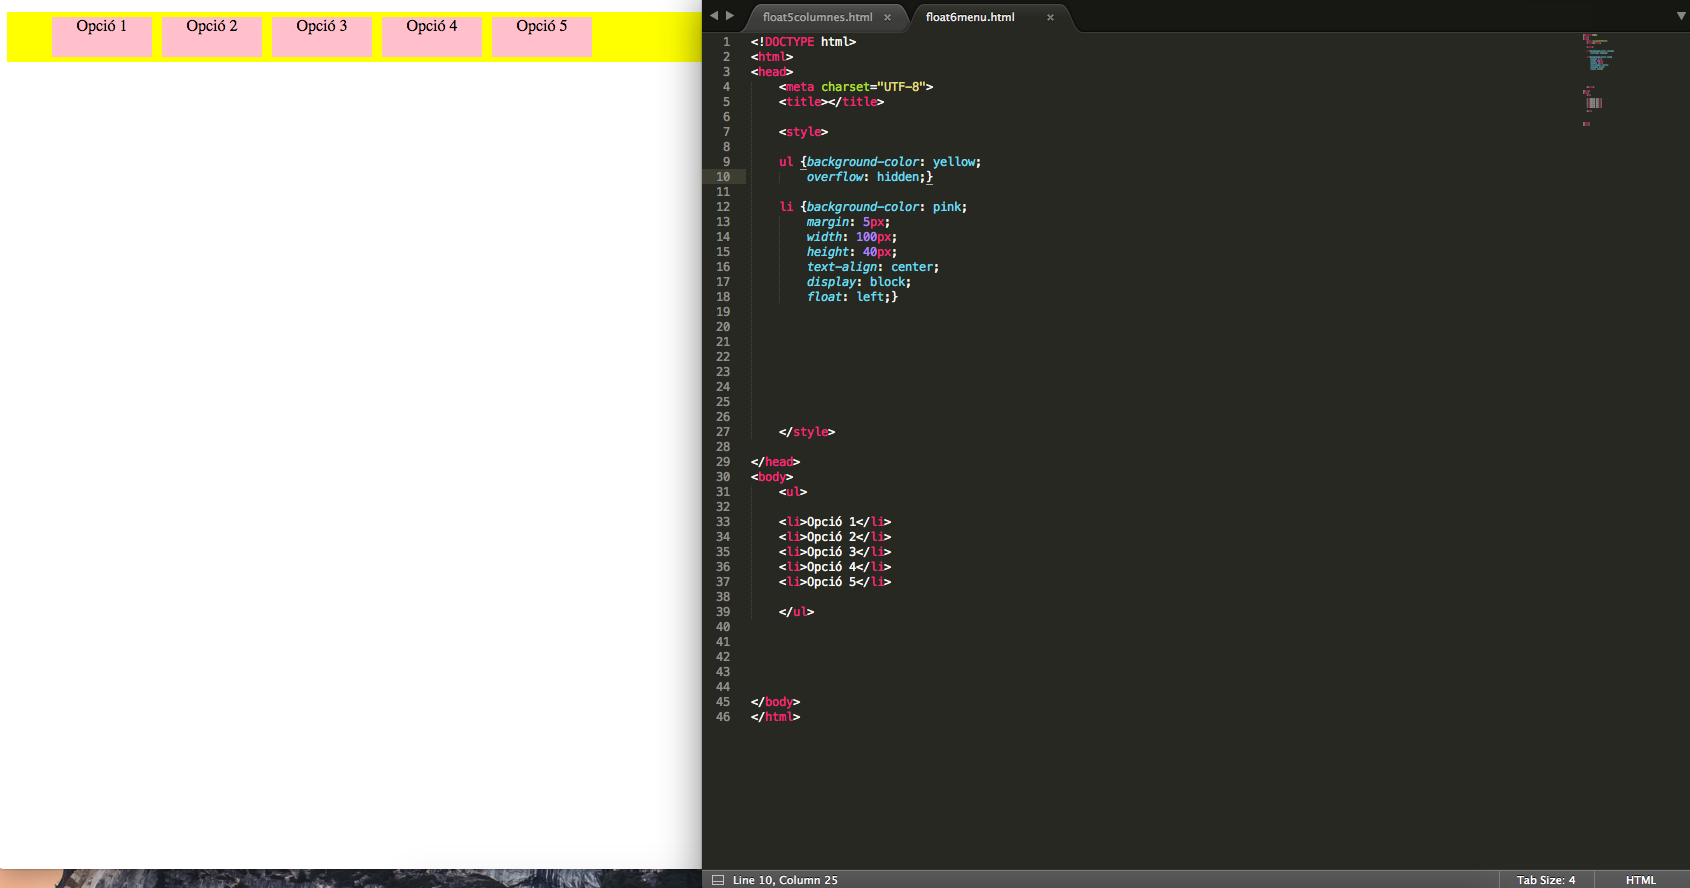 Opció 1 Opció 2 Opció 3 Opció 4 Opció 5
float5columnes.html × float6menu.html ×
1 <!DOCTYPE html>
2 <html>
3 <head>
4 <meta charset="UTF-8">
5 <title></title>
6
7 <style>
8
9 ul {background-color: yellow;
10 overflow: hidden;}
11
12 li {background-color: pink;
13 margin: 5px;
14 width: 100px;
15 height: 40px;
16 text-align: center;
17 display: block;
18 float: left;}
19
20
21
22
23
24
25
26
27 </style>
28
29 </head>
30 <body>
31 <ul>
32
33 <li>Opció 1</li>
34 <li>Opció 2</li>
35 <li>Opció 3</li>
36 <li>Opció 4</li>
37 <li>Opció 5</li>
38
39 </ul>
40
41
42
43
44
45 </body>
46 </html>
Line 10, Column 25 Tab Size: 4 HTML